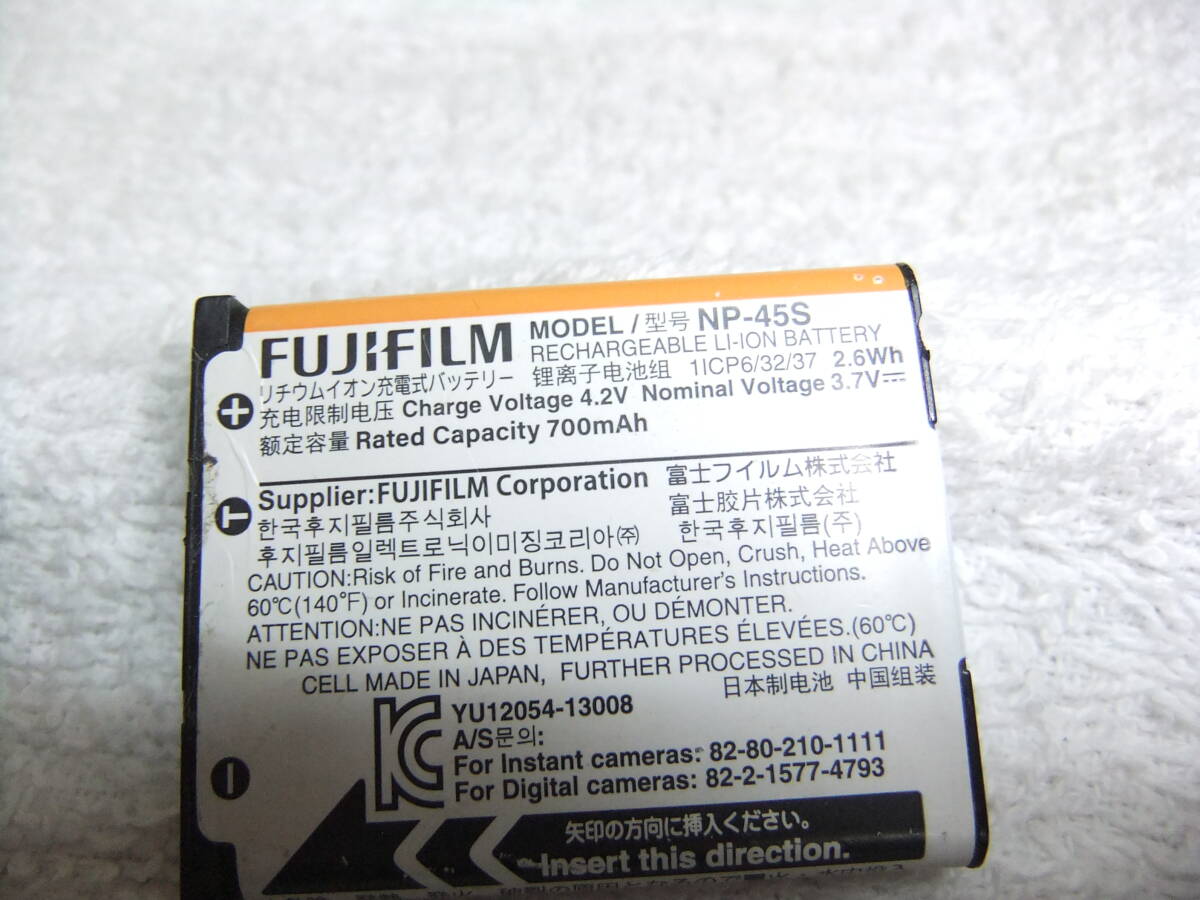 FUJIFILM MODEL / 型号 NP-45S
RECHARGEABLE LI-ION BATTERY
リチウムイオン充電式バッテリー 锂离子电池组 1ICP6/32/37 2.6Wh
充电限制电压 Charge Voltage 4.2V Nominal Voltage 3.7V⎓
额定容量 Rated Capacity 700mAh
Supplier:FUJIFILM Corporation 富士フイルム株式会社
한국후지필름주식회사 富士胶片株式会社
후지필름일렉트로닉이미징코리아㈜ 한국후지필름(주)
CAUTION:Risk of Fire and Burns. Do Not Open, Crush, Heat Above
60℃(140°F) or Incinerate. Follow Manufacturer's Instructions.
ATTENTION:NE PAS INCINÉRER, OU DÉMONTER.
NE PAS EXPOSER À DES TEMPÉRATURES ÉLEVÉES.(60℃)
CELL MADE IN JAPAN, FURTHER PROCESSED IN CHINA
日本制电池 中国组装
YU12054-13008
A/S문의:
For Instant cameras: 82-80-210-1111
For Digital cameras: 82-2-1577-4793
矢印の方向に挿入ください。
Insert this direction.
+
T
−